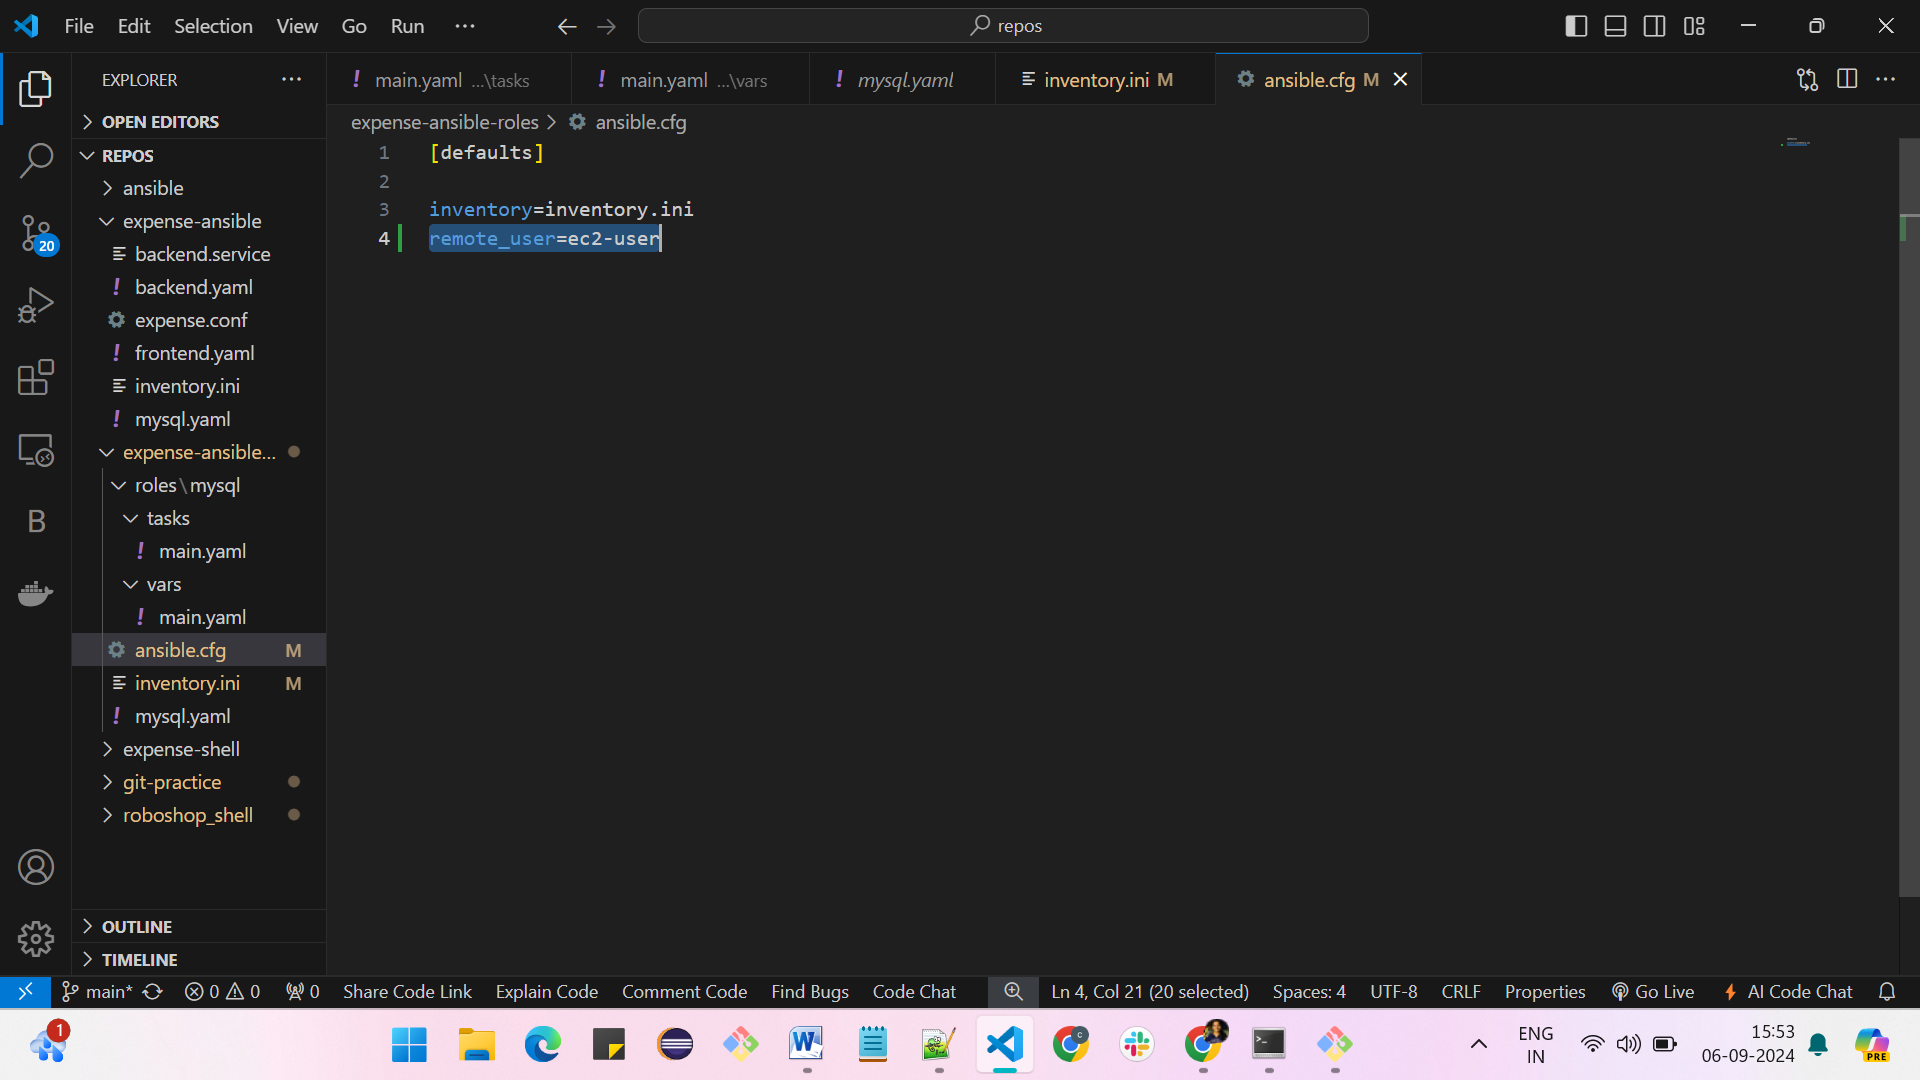 File Edit Selection View Go Run ···
repos
EXPLORER
main.yaml ...\tasks
main.yaml ...\vars
mysql.yaml
inventory.ini M
ansible.cfg M
OPEN EDITORS
REPOS
ansible
expense-ansible
backend.service
backend.yaml
expense.conf
frontend.yaml
inventory.ini
mysql.yaml
expense-ansible...
roles\mysql
tasks
main.yaml
vars
main.yaml
ansible.cfg M
inventory.ini M
mysql.yaml
expense-shell
git-practice
roboshop_shell
OUTLINE
TIMELINE
20
B
expense-ansible-roles > ansible.cfg
1 [defaults]
2
3 inventory=inventory.ini
4 remote_user=ec2-user
main* 0 0 0 Share Code Link Explain Code Comment Code Find Bugs Code Chat Ln 4, Col 21 (20 selected) Spaces: 4 UTF-8 CRLF Properties Go Live AI Code Chat
1
W
C
ENG
IN
15:53
06-09-2024
PRE